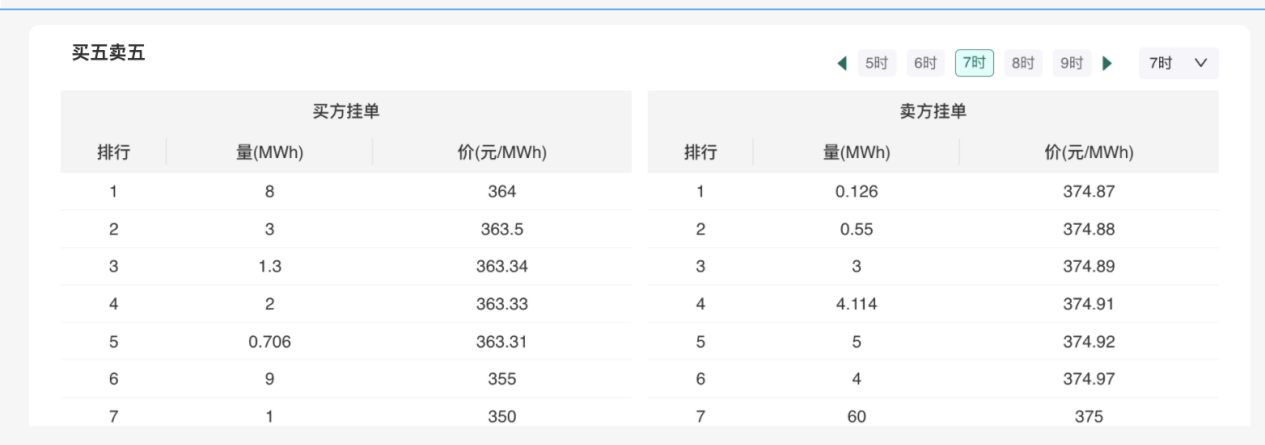 买五卖五
5时 6时 7时 8时 9时 7时
买方挂单 卖方挂单
排行 量(MWh) 价(元/MWh) 排行 量(MWh) 价(元/MWh)
1 8 364 1 0.126 374.87
2 3 363.5 2 0.55 374.88
3 1.3 363.34 3 3 374.89
4 2 363.33 4 4.114 374.91
5 0.706 363.31 5 5 374.92
6 9 355 6 4 374.97
7 1 350 7 60 375